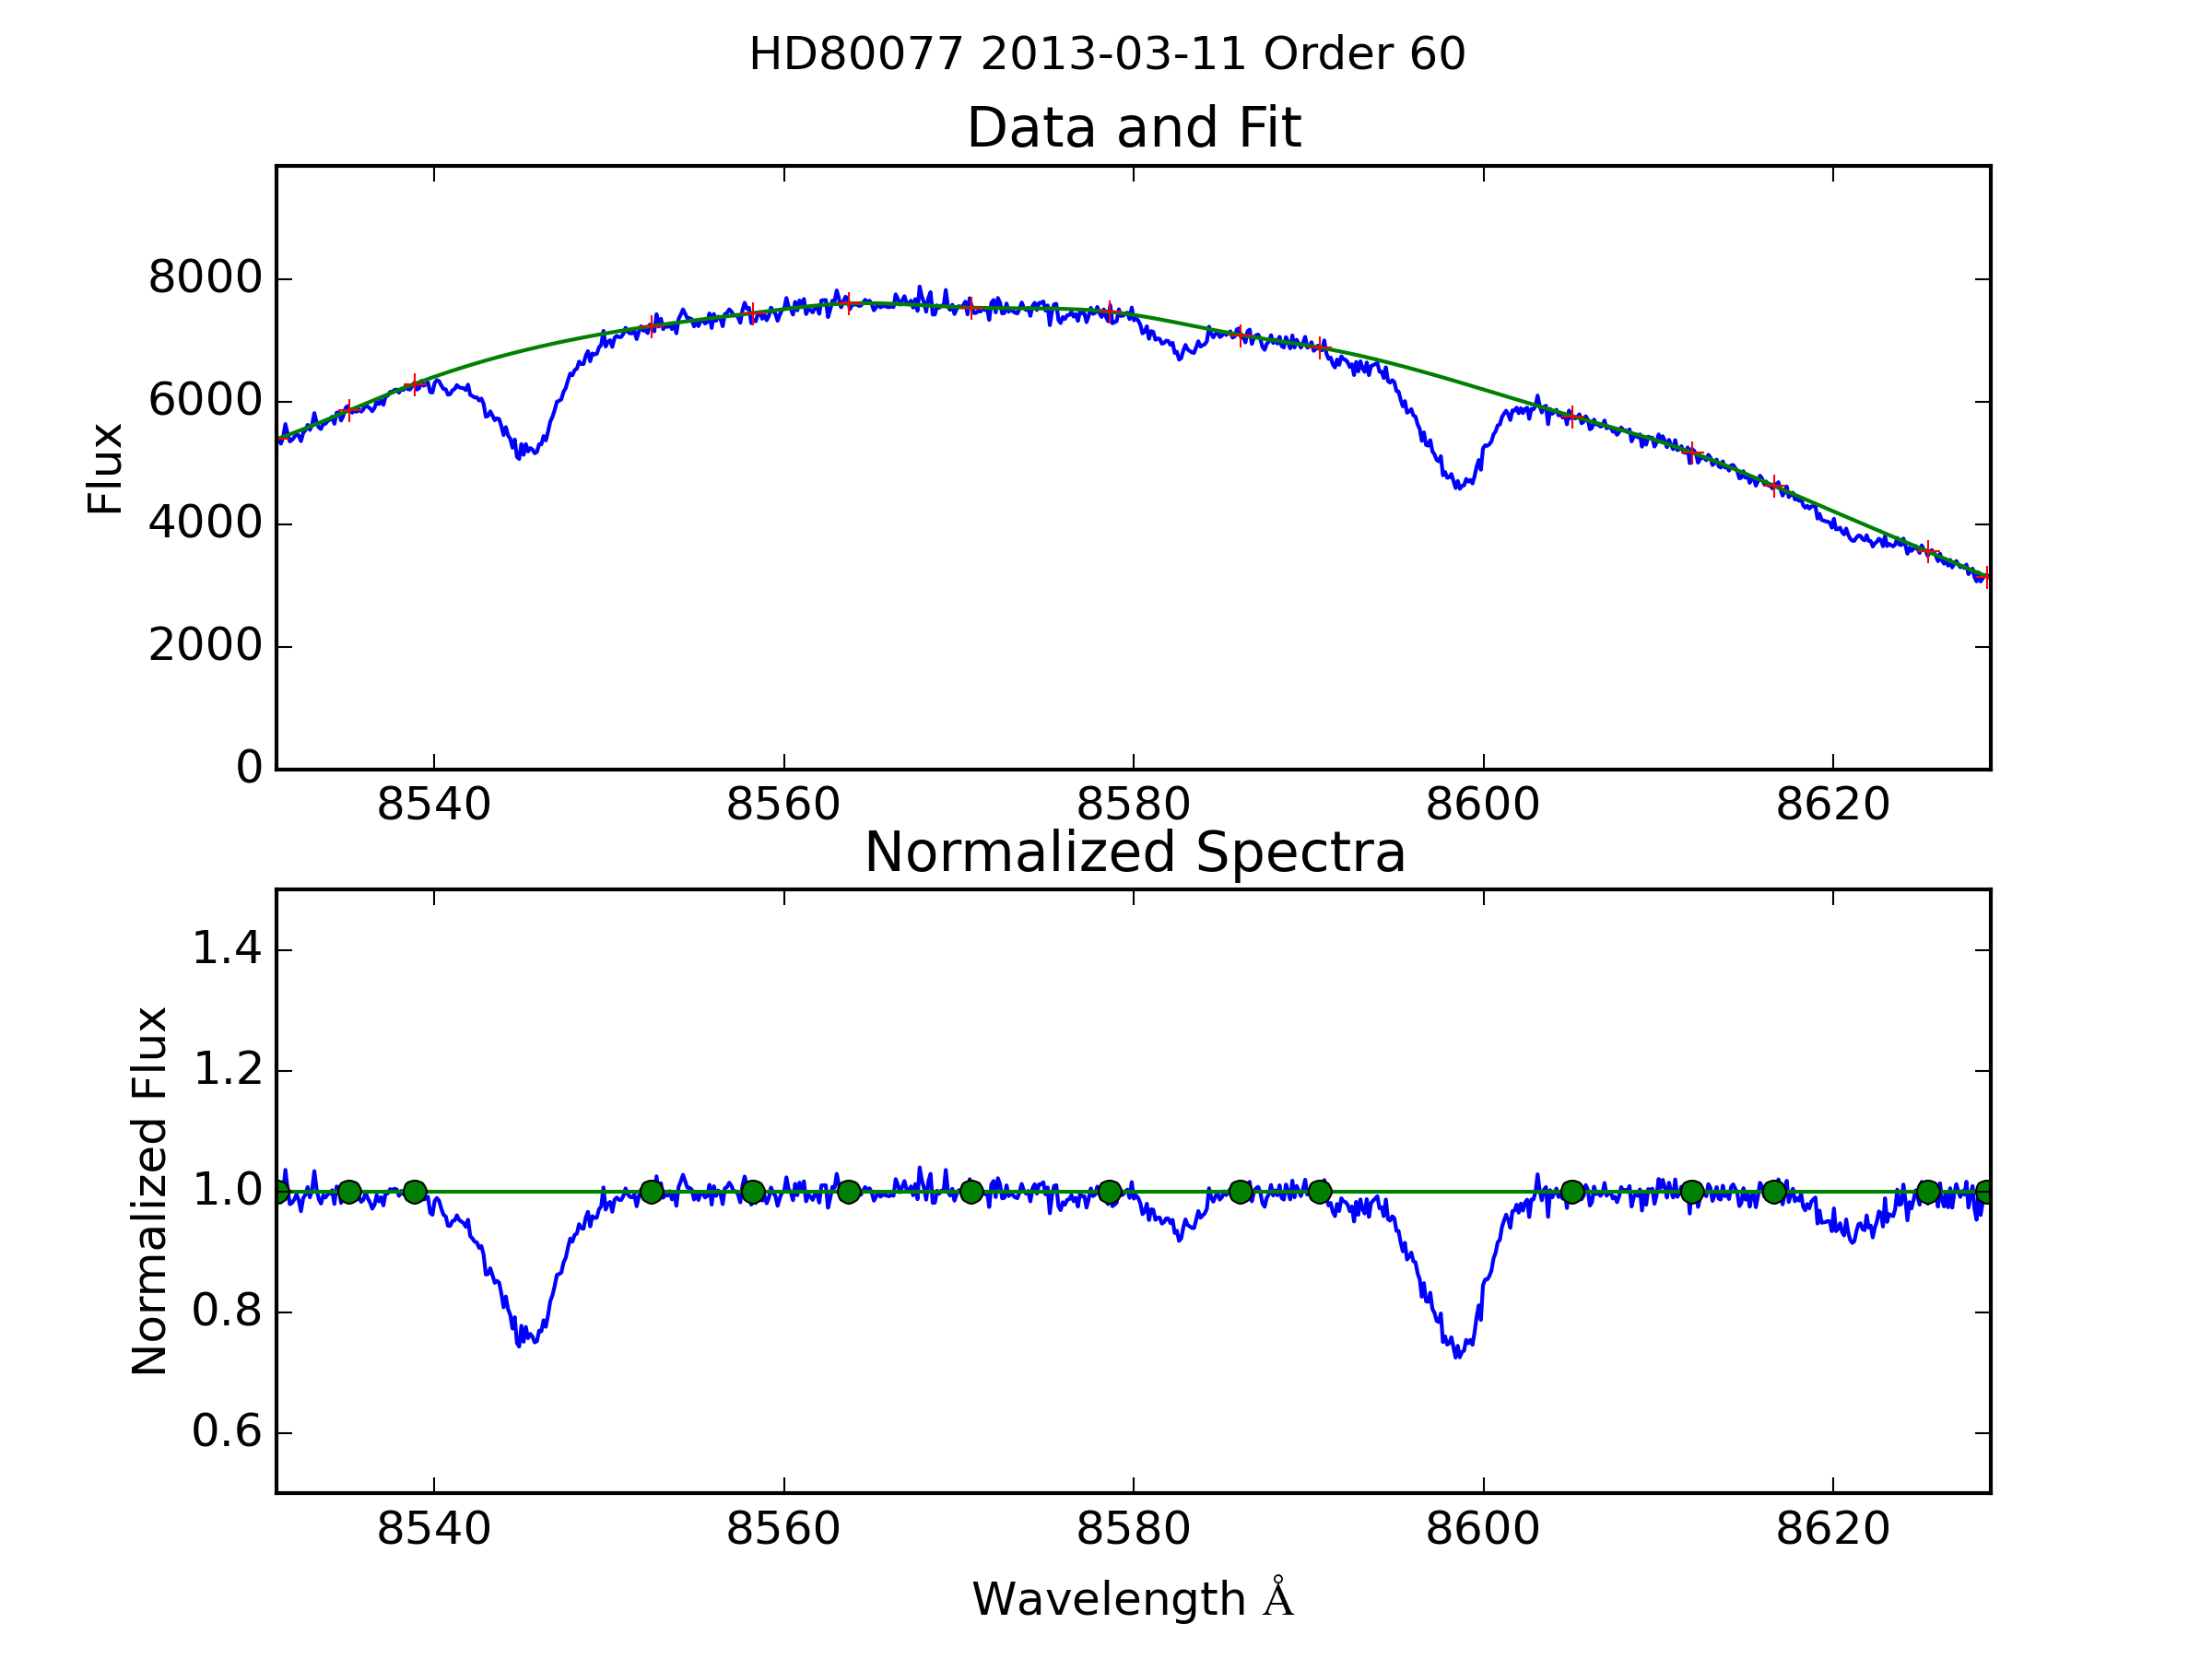 HD80077 2013-03-11 Order 60
Data and Fit
8000
6000
4000
2000
0
Flux
8540 8560 8580 8600 8620
Normalized Spectra
1.4
1.2
1.0
0.8
0.6
Normalized Flux
8540 8560 8580 8600 8620
Wavelength Å